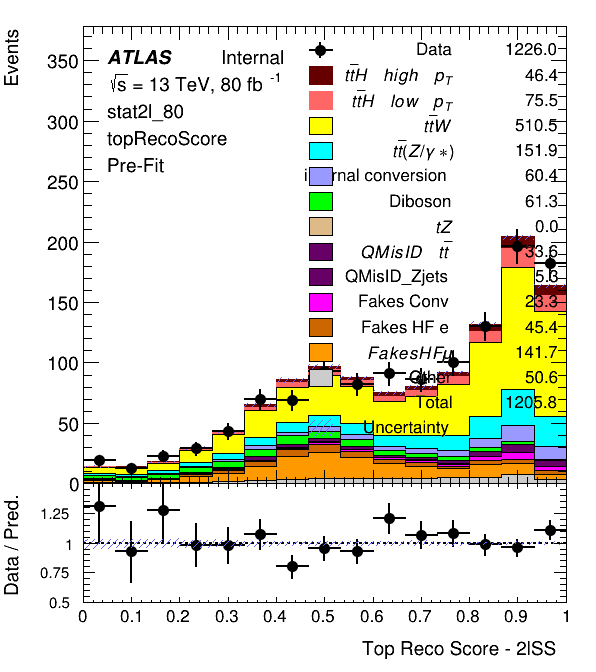 Events
350
300
250
200
150
100
50
0
ATLAS Internal
√s = 13 TeV, 80 fb -1
stat2l_80
topRecoScore
Pre-Fit
Data 1226.0
tt̄H high pT 46.4
tt̄H low pT 75.5
tt̄W 510.5
tt̄(Z/γ*) 151.9
conversion 60.4
Diboson 61.3
tZ 0.0
QMisID tt̄ 33.6
QMisID_Zjets 5.3
Fakes Conv 23.3
Fakes HF e 45.4
FakesHFμ 141.7
Other 50.6
Total 1205.8
Uncertainty
Data / Pred.
1.25
1
0.75
0.5
0 0.1 0.2 0.3 0.4 0.5 0.6 0.7 0.8 0.9 1
Top Reco Score - 2lSS